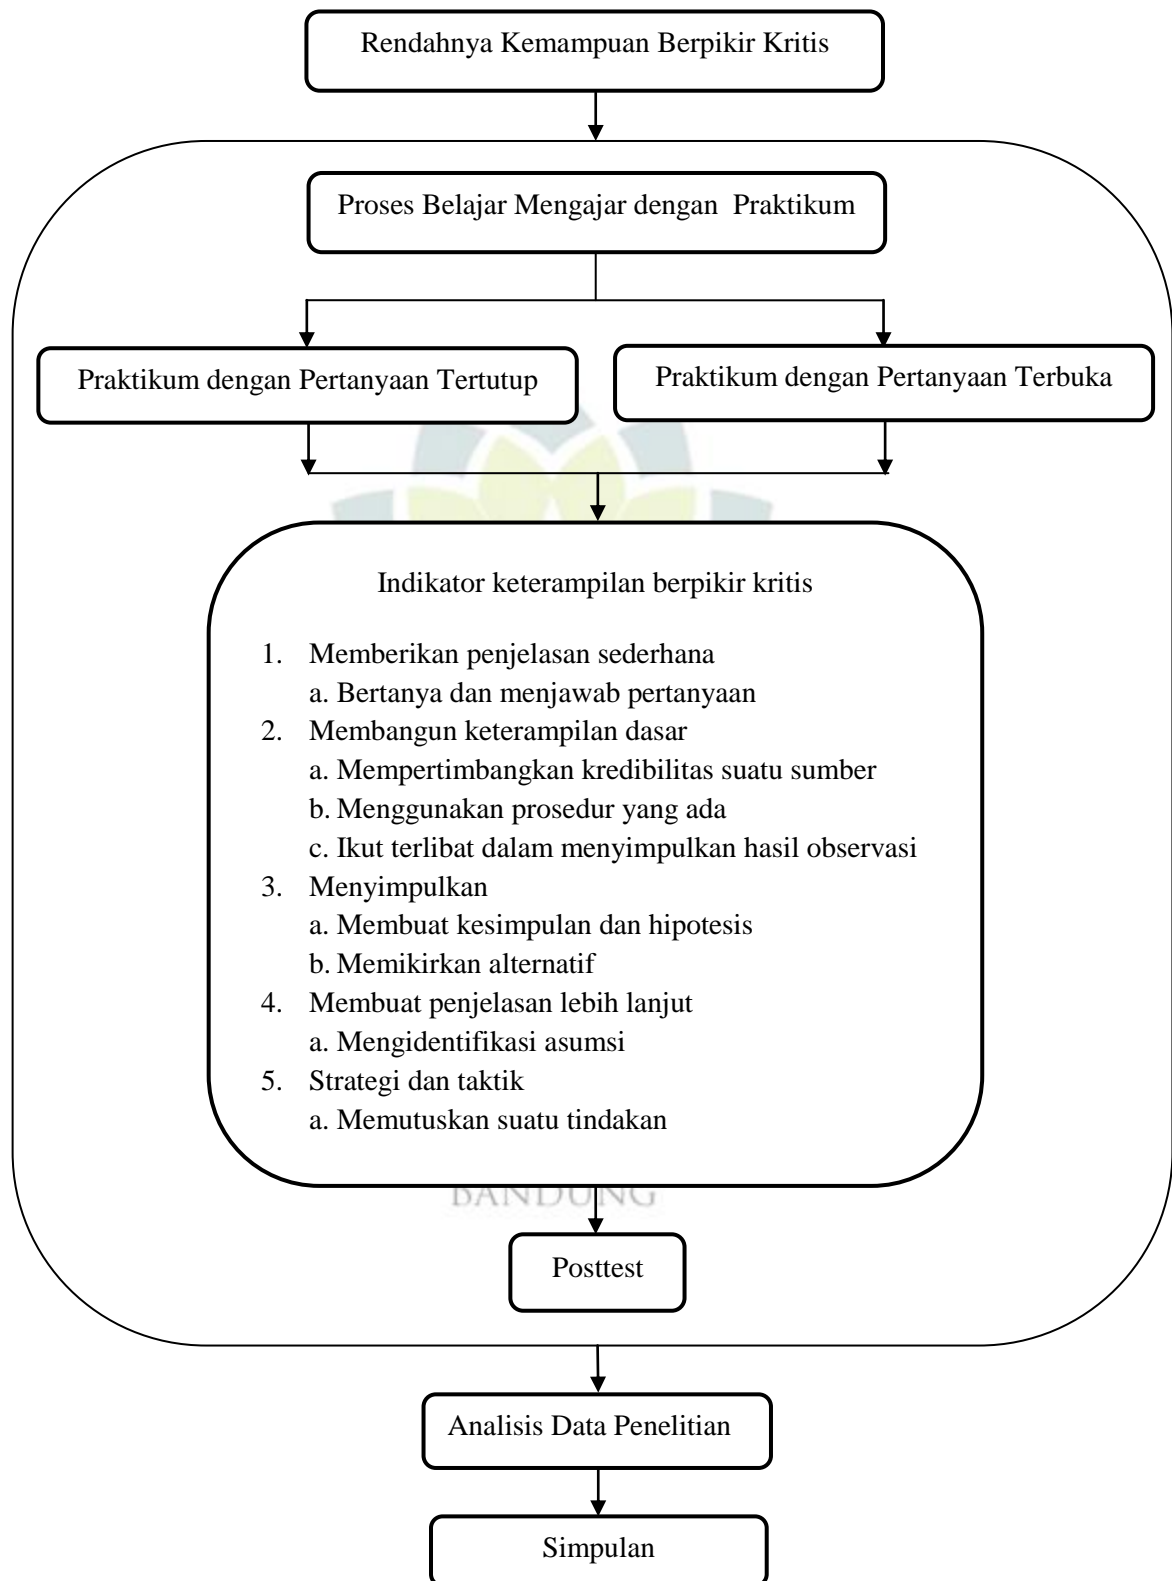 Rendahnya Kemampuan Berpikir Kritis
Proses Belajar Mengajar dengan Praktikum
Praktikum dengan Pertanyaan Tertutup
Praktikum dengan Pertanyaan Terbuka
Indikator keterampilan berpikir kritis
1. Memberikan penjelasan sederhana
a. Bertanya dan menjawab pertanyaan
2. Membangun keterampilan dasar
a. Mempertimbangkan kredibilitas suatu sumber
b. Menggunakan prosedur yang ada
c. Ikut terlibat dalam menyimpulkan hasil observasi
3. Menyimpulkan
a. Membuat kesimpulan dan hipotesis
b. Memikirkan alternatif
4. Membuat penjelasan lebih lanjut
a. Mengidentifikasi asumsi
5. Strategi dan taktik
a. Memutuskan suatu tindakan
BANDUNG
Posttest
Analisis Data Penelitian
Simpulan